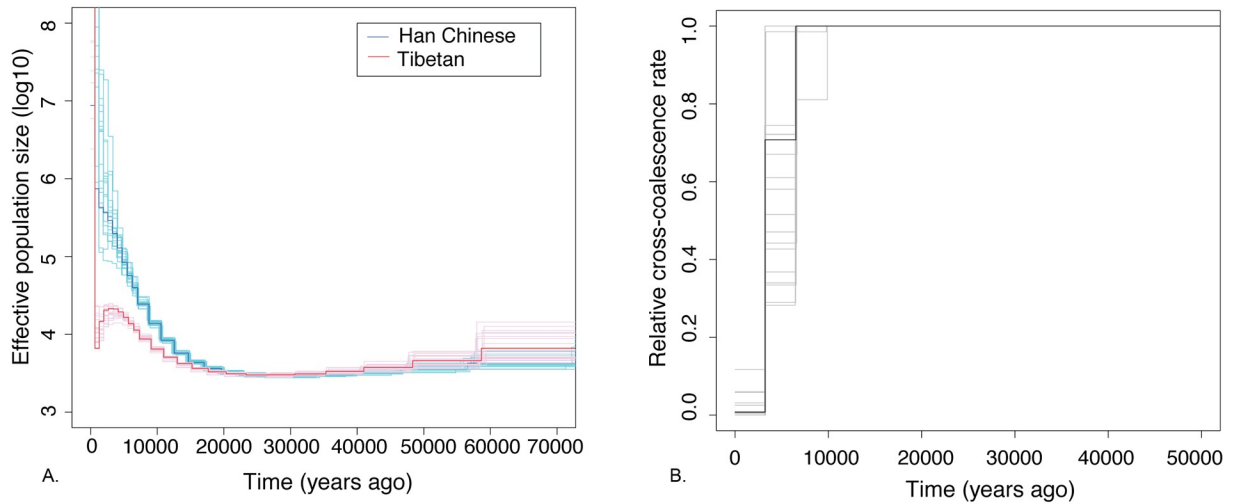 Effective population size (log10)
8
7
6
5
4
3
Han Chinese
Tibetan
0 10000 20000 30000 40000 50000 60000 70000
A.
Time (years ago)
Relative cross-coalescence rate
1.0
0.8
0.6
0.4
0.2
0.0
0 10000 20000 30000 40000 50000
B.
Time (years ago)